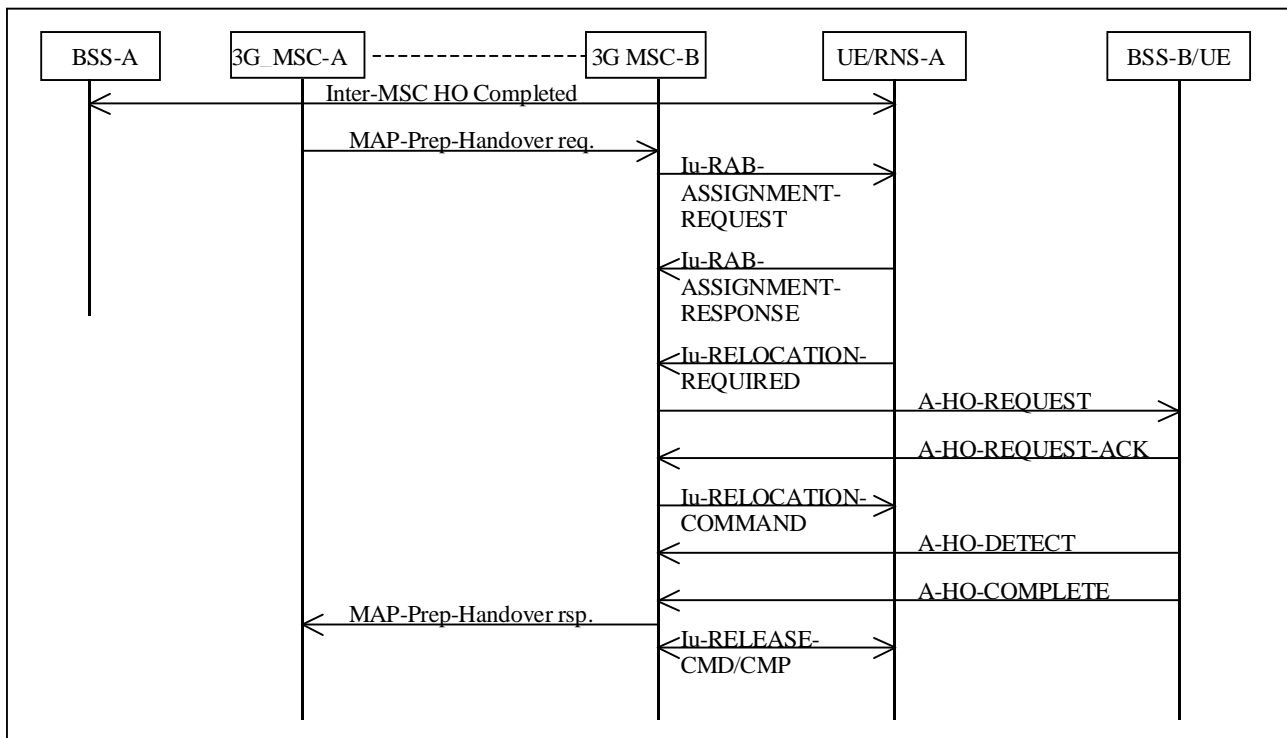 BSS-A
3G_MSC-A
3G MSC-B
UE/RNS-A
BSS-B/UE
Inter-MSC HO Completed
MAP-Prep-Handover req.
Iu-RAB-
ASSIGNMENT-
REQUEST
Iu-RAB-
ASSIGNMENT-
RESPONSE
Iu-RELOCATION-
REQUIRED
A-HO-REQUEST
A-HO-REQUEST-ACK
Iu-RELOCATION-
COMMAND
A-HO-DETECT
A-HO-COMPLETE
MAP-Prep-Handover rsp.
Iu-RELEASE-
CMD/CMP